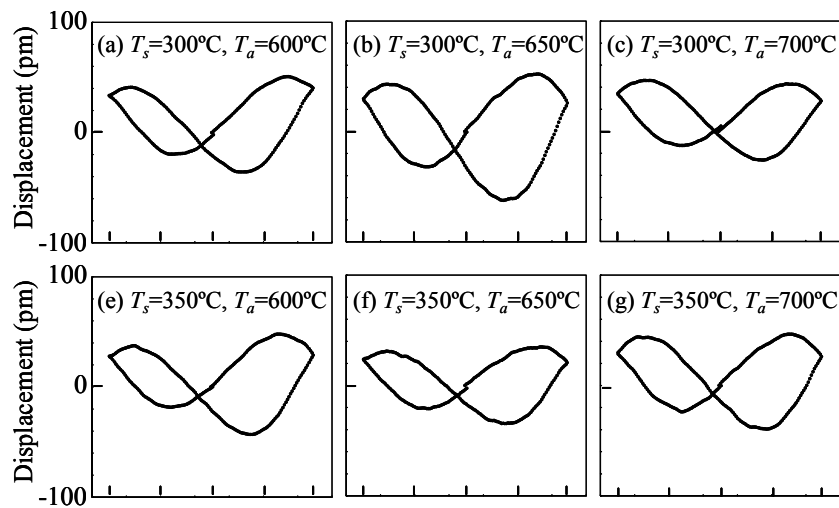 100
(a) Ts=300ºC, Ta=600ºC
(b) Ts=300ºC, Ta=650ºC
(c) Ts=300ºC, Ta=700ºC
Displacement (pm)
0
-100
100
(e) Ts=350ºC, Ta=600ºC
(f) Ts=350ºC, Ta=650ºC
(g) Ts=350ºC, Ta=700ºC
Displacement (pm)
0
-100